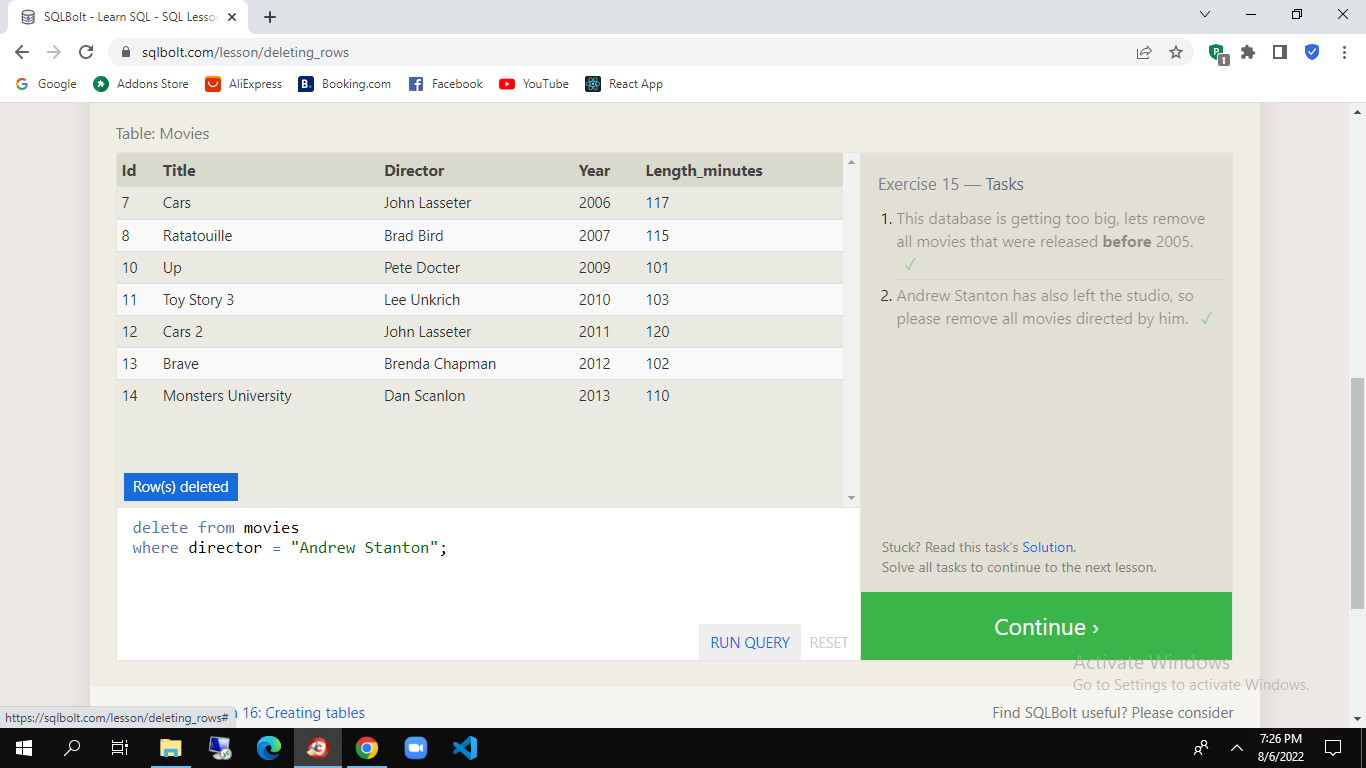 SQLBolt - Learn SQL - SQL Lesson
sqlbolt.com/lesson/deleting_rows
1
Google
Addons Store
AliExpress
B.
Booking.com
Facebook
YouTube
React App
Table: Movies
Id Title Director Year Length_minutes
7 Cars John Lasseter 2006 117
8 Ratatouille Brad Bird 2007 115
10 Up Pete Docter 2009 101
11 Toy Story 3 Lee Unkrich 2010 103
12 Cars 2 John Lasseter 2011 120
13 Brave Brenda Chapman 2012 102
14 Monsters University Dan Scanlon 2013 110
Row(s) deleted
delete from movies
where director = "Andrew Stanton";
RUN QUERY RESET
Exercise 15 — Tasks
1. This database is getting too big, lets remove
all movies that were released before 2005.
✓
2. Andrew Stanton has also left the studio, so
please remove all movies directed by him. ✓
Stuck? Read this task's Solution.
Solve all tasks to continue to the next lesson.
Continue ›
Activate Windows
Go to Settings to activate Windows.
16: Creating tables
Find SQLBolt useful? Please consider
https://sqlbolt.com/lesson/deleting_rows#
7:26 PM
8/6/2022